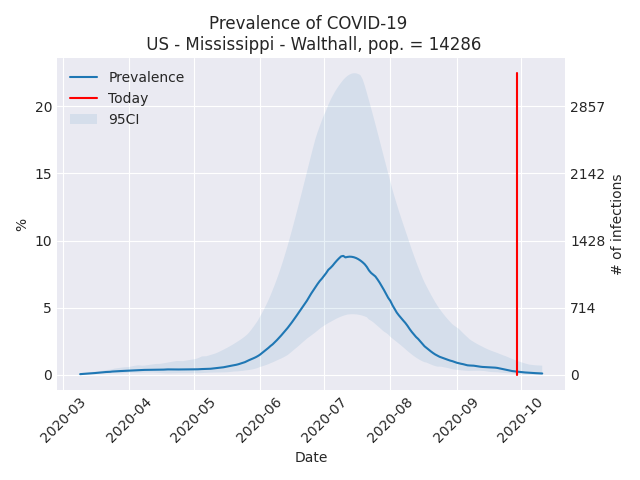 Prevalence of COVID-19
US - Mississippi - Walthall, pop. = 14286
Prevalence
Today
95CI
%
20
15
10
5
0
2857
2142
1428
714
0
# of infections
2020-03
2020-04
2020-05
2020-06
2020-07
2020-08
2020-09
2020-10
Date